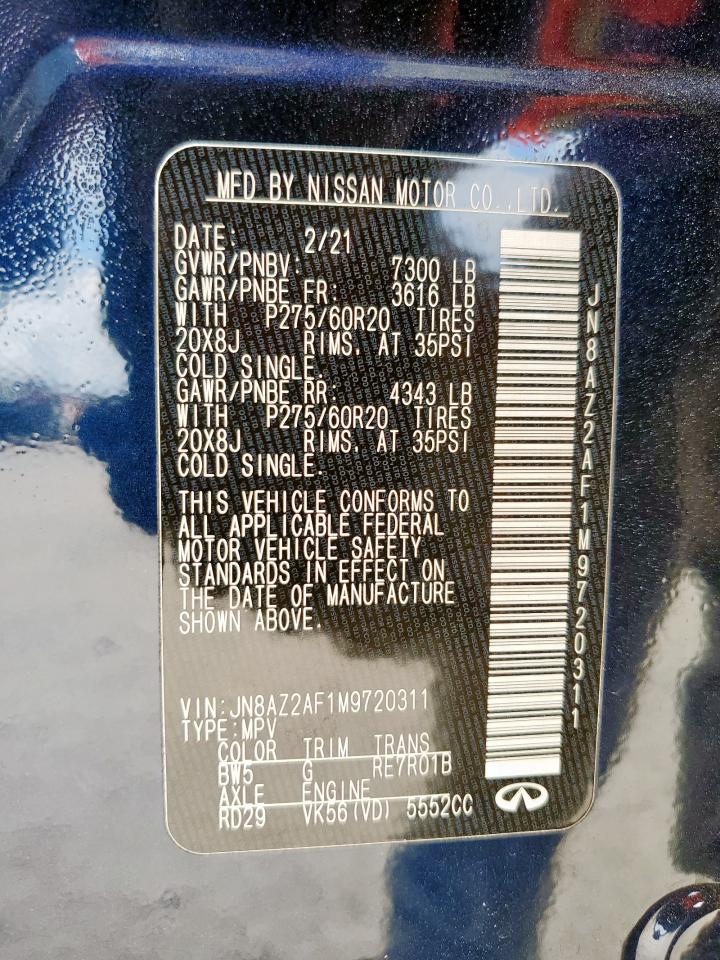 MFD BY NISSAN MOTOR CO.,LTD.
DATE: 2/21
GVWR/PNBV: 7300 LB
GAWR/PNBE FR: 3616 LB
WITH P275/60R20 TIRES
20X8J RIMS, AT 35PSI
COLD SINGLE.
GAWR/PNBE RR: 4343 LB
WITH P275/60R20 TIRES
20X8J RIMS, AT 35PSI
COLD SINGLE.
THIS VEHICLE CONFORMS TO
ALL APPLICABLE FEDERAL
MOTOR VEHICLE SAFETY
STANDARDS IN EFFECT ON
THE DATE OF MANUFACTURE
SHOWN ABOVE.
VIN:JN8AZ2AF1M9720311
TYPE:MPV
COLOR TRIM TRANS
BW5 G RE7R01B
AXLE ENGINE
RD29 VK56(VD) 5552CC
JN8AZ2AF1M9720311